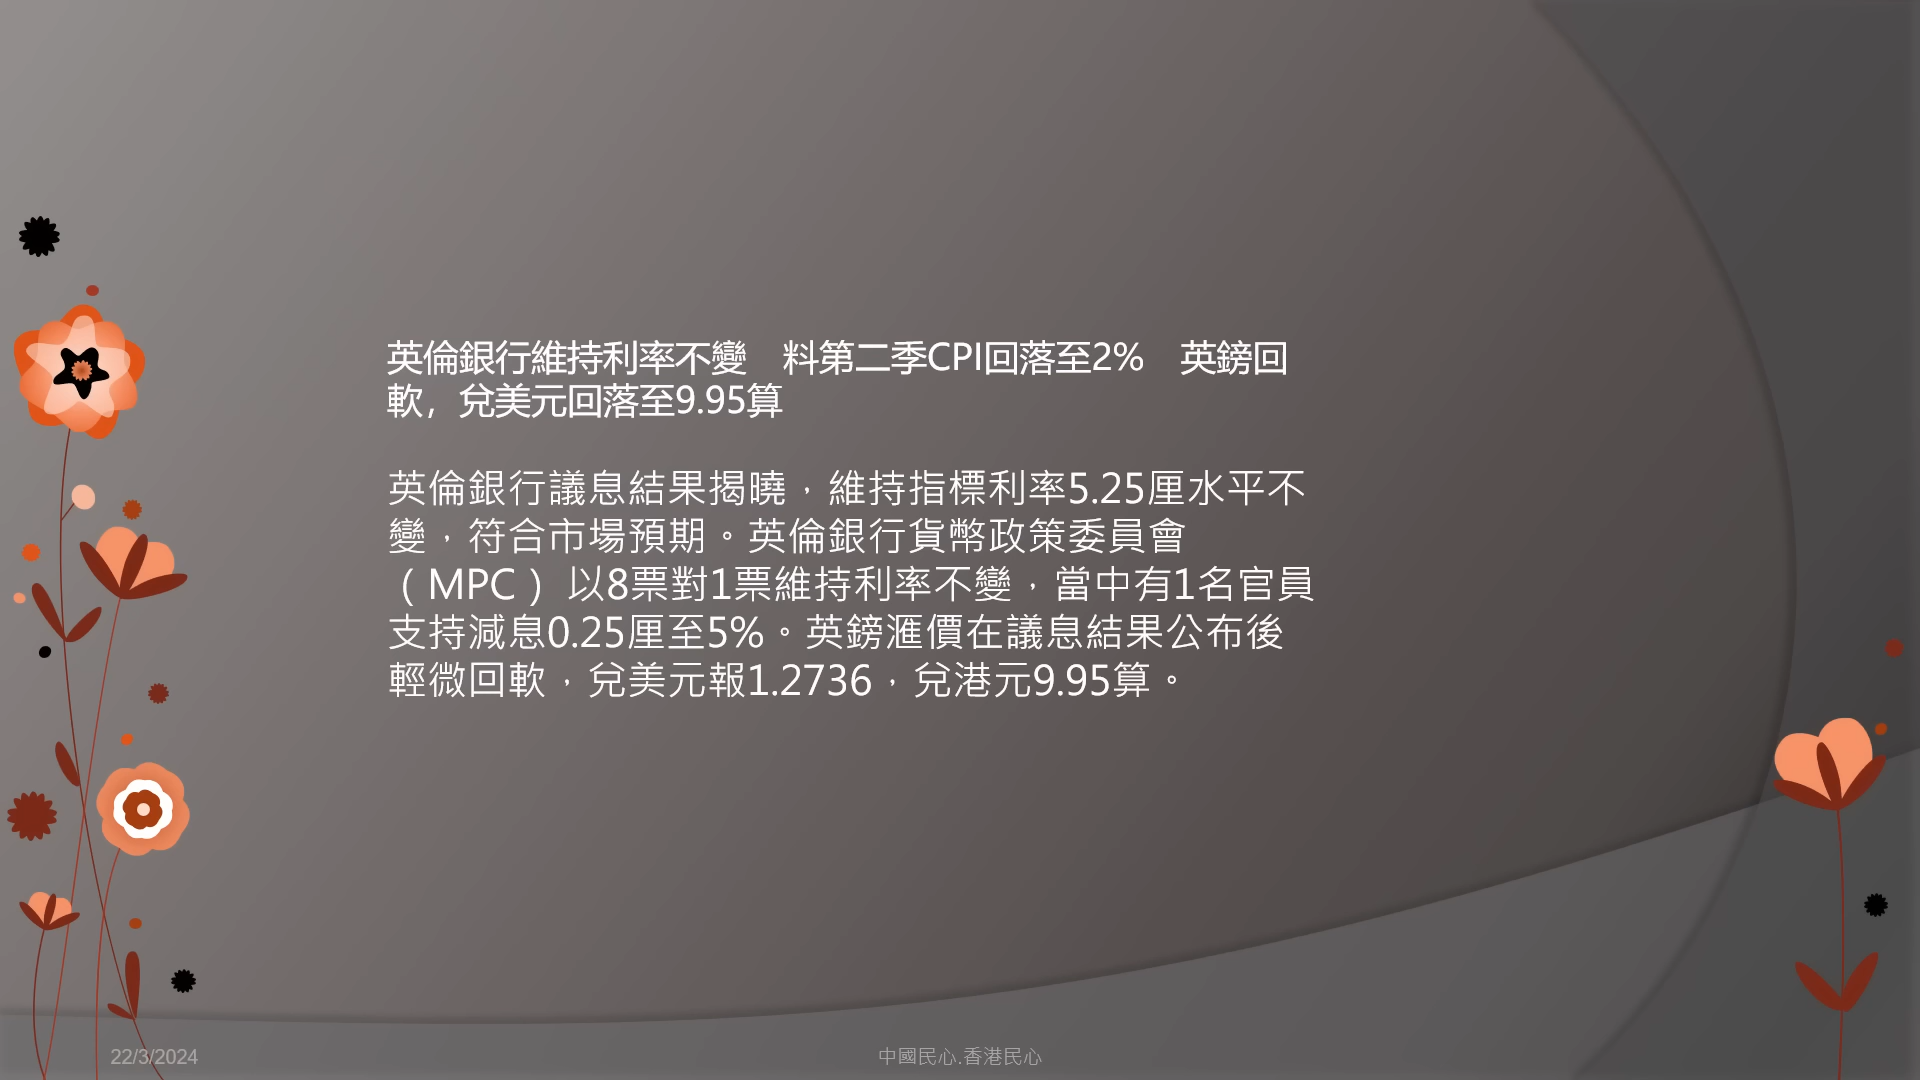 英倫銀行維持利率不變　料第二季CPI回落至2%　英鎊回
軟，兌美元回落至9.95算
英倫銀行議息結果揭曉，維持指標利率5.25厘水平不
變，符合市場預期。英倫銀行貨幣政策委員會
（MPC） 以8票對1票維持利率不變，當中有1名官員
支持減息0.25厘至5%。英鎊滙價在議息結果公布後
輕微回軟，兌美元報1.2736，兌港元9.95算。
22/3/2024
中國民心.香港民心